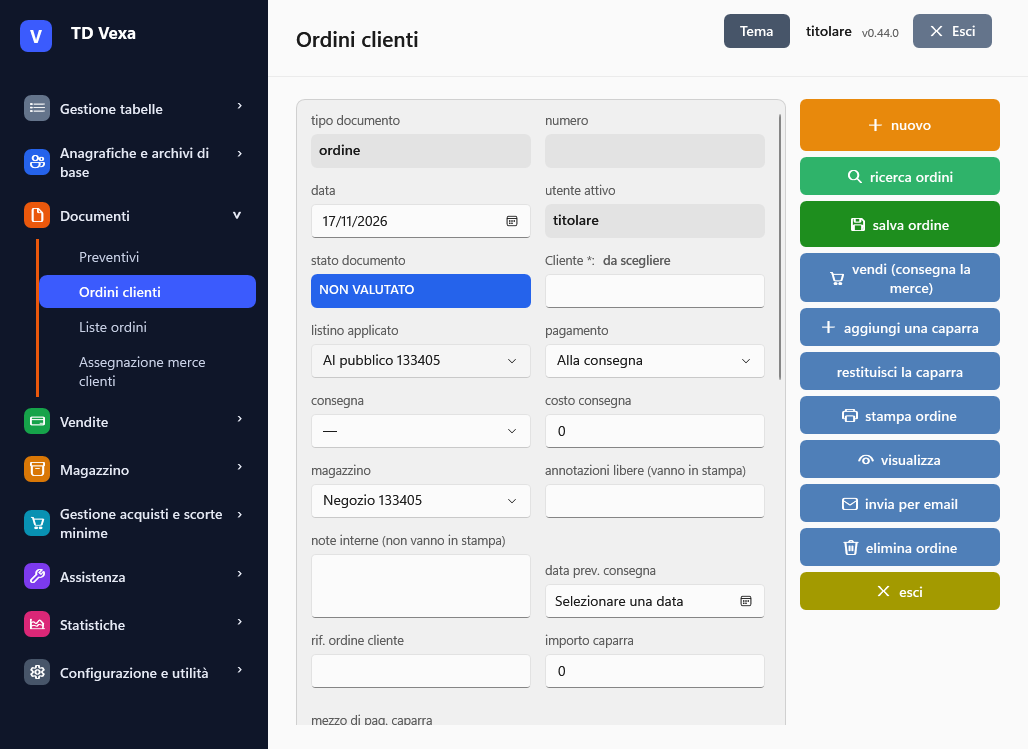 V
TD Vexa
Gestione tabelle
Anagrafiche e archivi di
base
Documenti
Preventivi
Ordini clienti
Liste ordini
Assegnazione merce
clienti
Vendite
Magazzino
Gestione acquisti e scorte
minime
Assistenza
Statistiche
Configurazione e utilità
Ordini clienti
Tema
titolare
v0.44.0
Esci
tipo documento
ordine
numero
data
17/11/2026
utente attivo
titolare
stato documento
NON VALUTATO
Cliente *: da scegliere
listino applicato
Al pubblico 133405
pagamento
Alla consegna
consegna
—
costo consegna
0
magazzino
Negozio 133405
annotazioni libere (vanno in stampa)
note interne (non vanno in stampa)
data prev. consegna
Selezionare una data
rif. ordine cliente
importo caparra
0
mezzo di pag. caparra
nuovo
ricerca ordini
salva ordine
vendi (consegna la
merce)
aggiungi una caparra
restituisci la caparra
stampa ordine
visualizza
invia per email
elimina ordine
esci